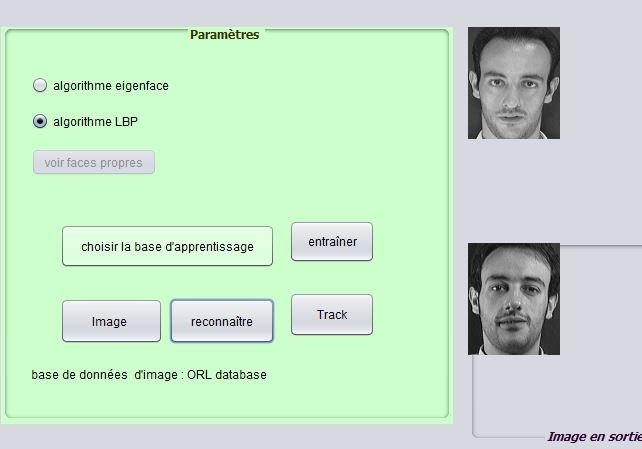 Paramètres
algorithme eigenface
algorithme LBP
voir faces propres
choisir la base d'apprentissage
entraîner
Image
reconnaître
Track
base de données d'image : ORL database
Image en sortie